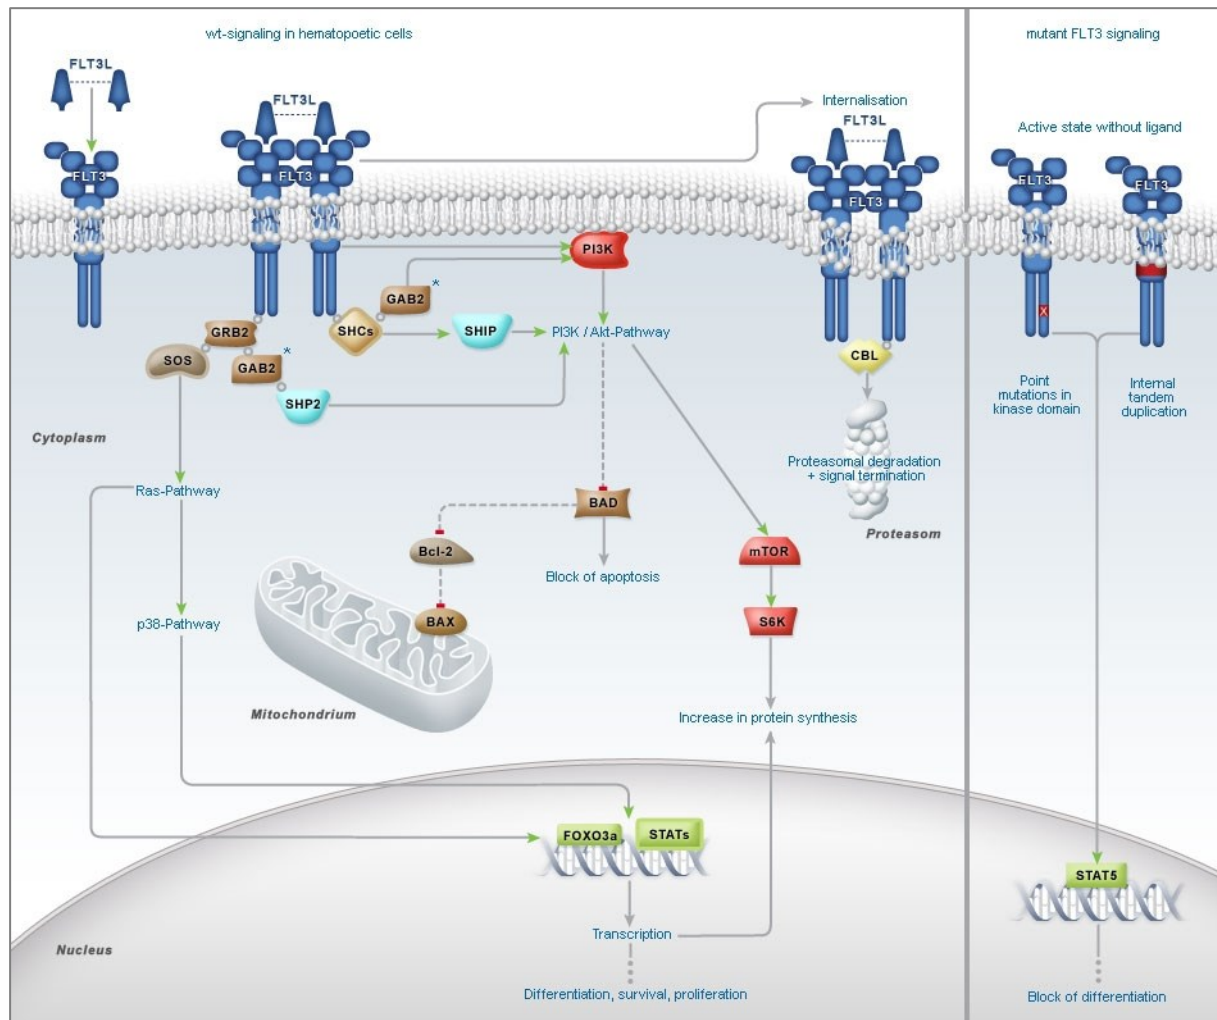 wt-signaling in hematopoetic cells
mutant FLT3 signaling
FLT3L
FLT3
FLT3L
FLT3
Internalisation
FLT3L
FLT3
Active state without ligand
FLT3
FLT3
X
PI3K
GAB2
*
SHCs
SHIP
PI3K / Akt-Pathway
GRB2
SOS
GAB2
*
SHP2
CBL
Point
mutations in
kinase domain
Internal
tandem
duplication
Cytoplasm
Proteasomal degradation
+ signal termination
Proteasom
Ras-Pathway
BAD
Bcl-2
Block of apoptosis
mTOR
p38-Pathway
BAX
S6K
Mitochondrium
Increase in protein synthesis
FOXO3a
STATs
STAT5
Transcription
Nucleus
Differentiation, survival, proliferation
Block of differentiation